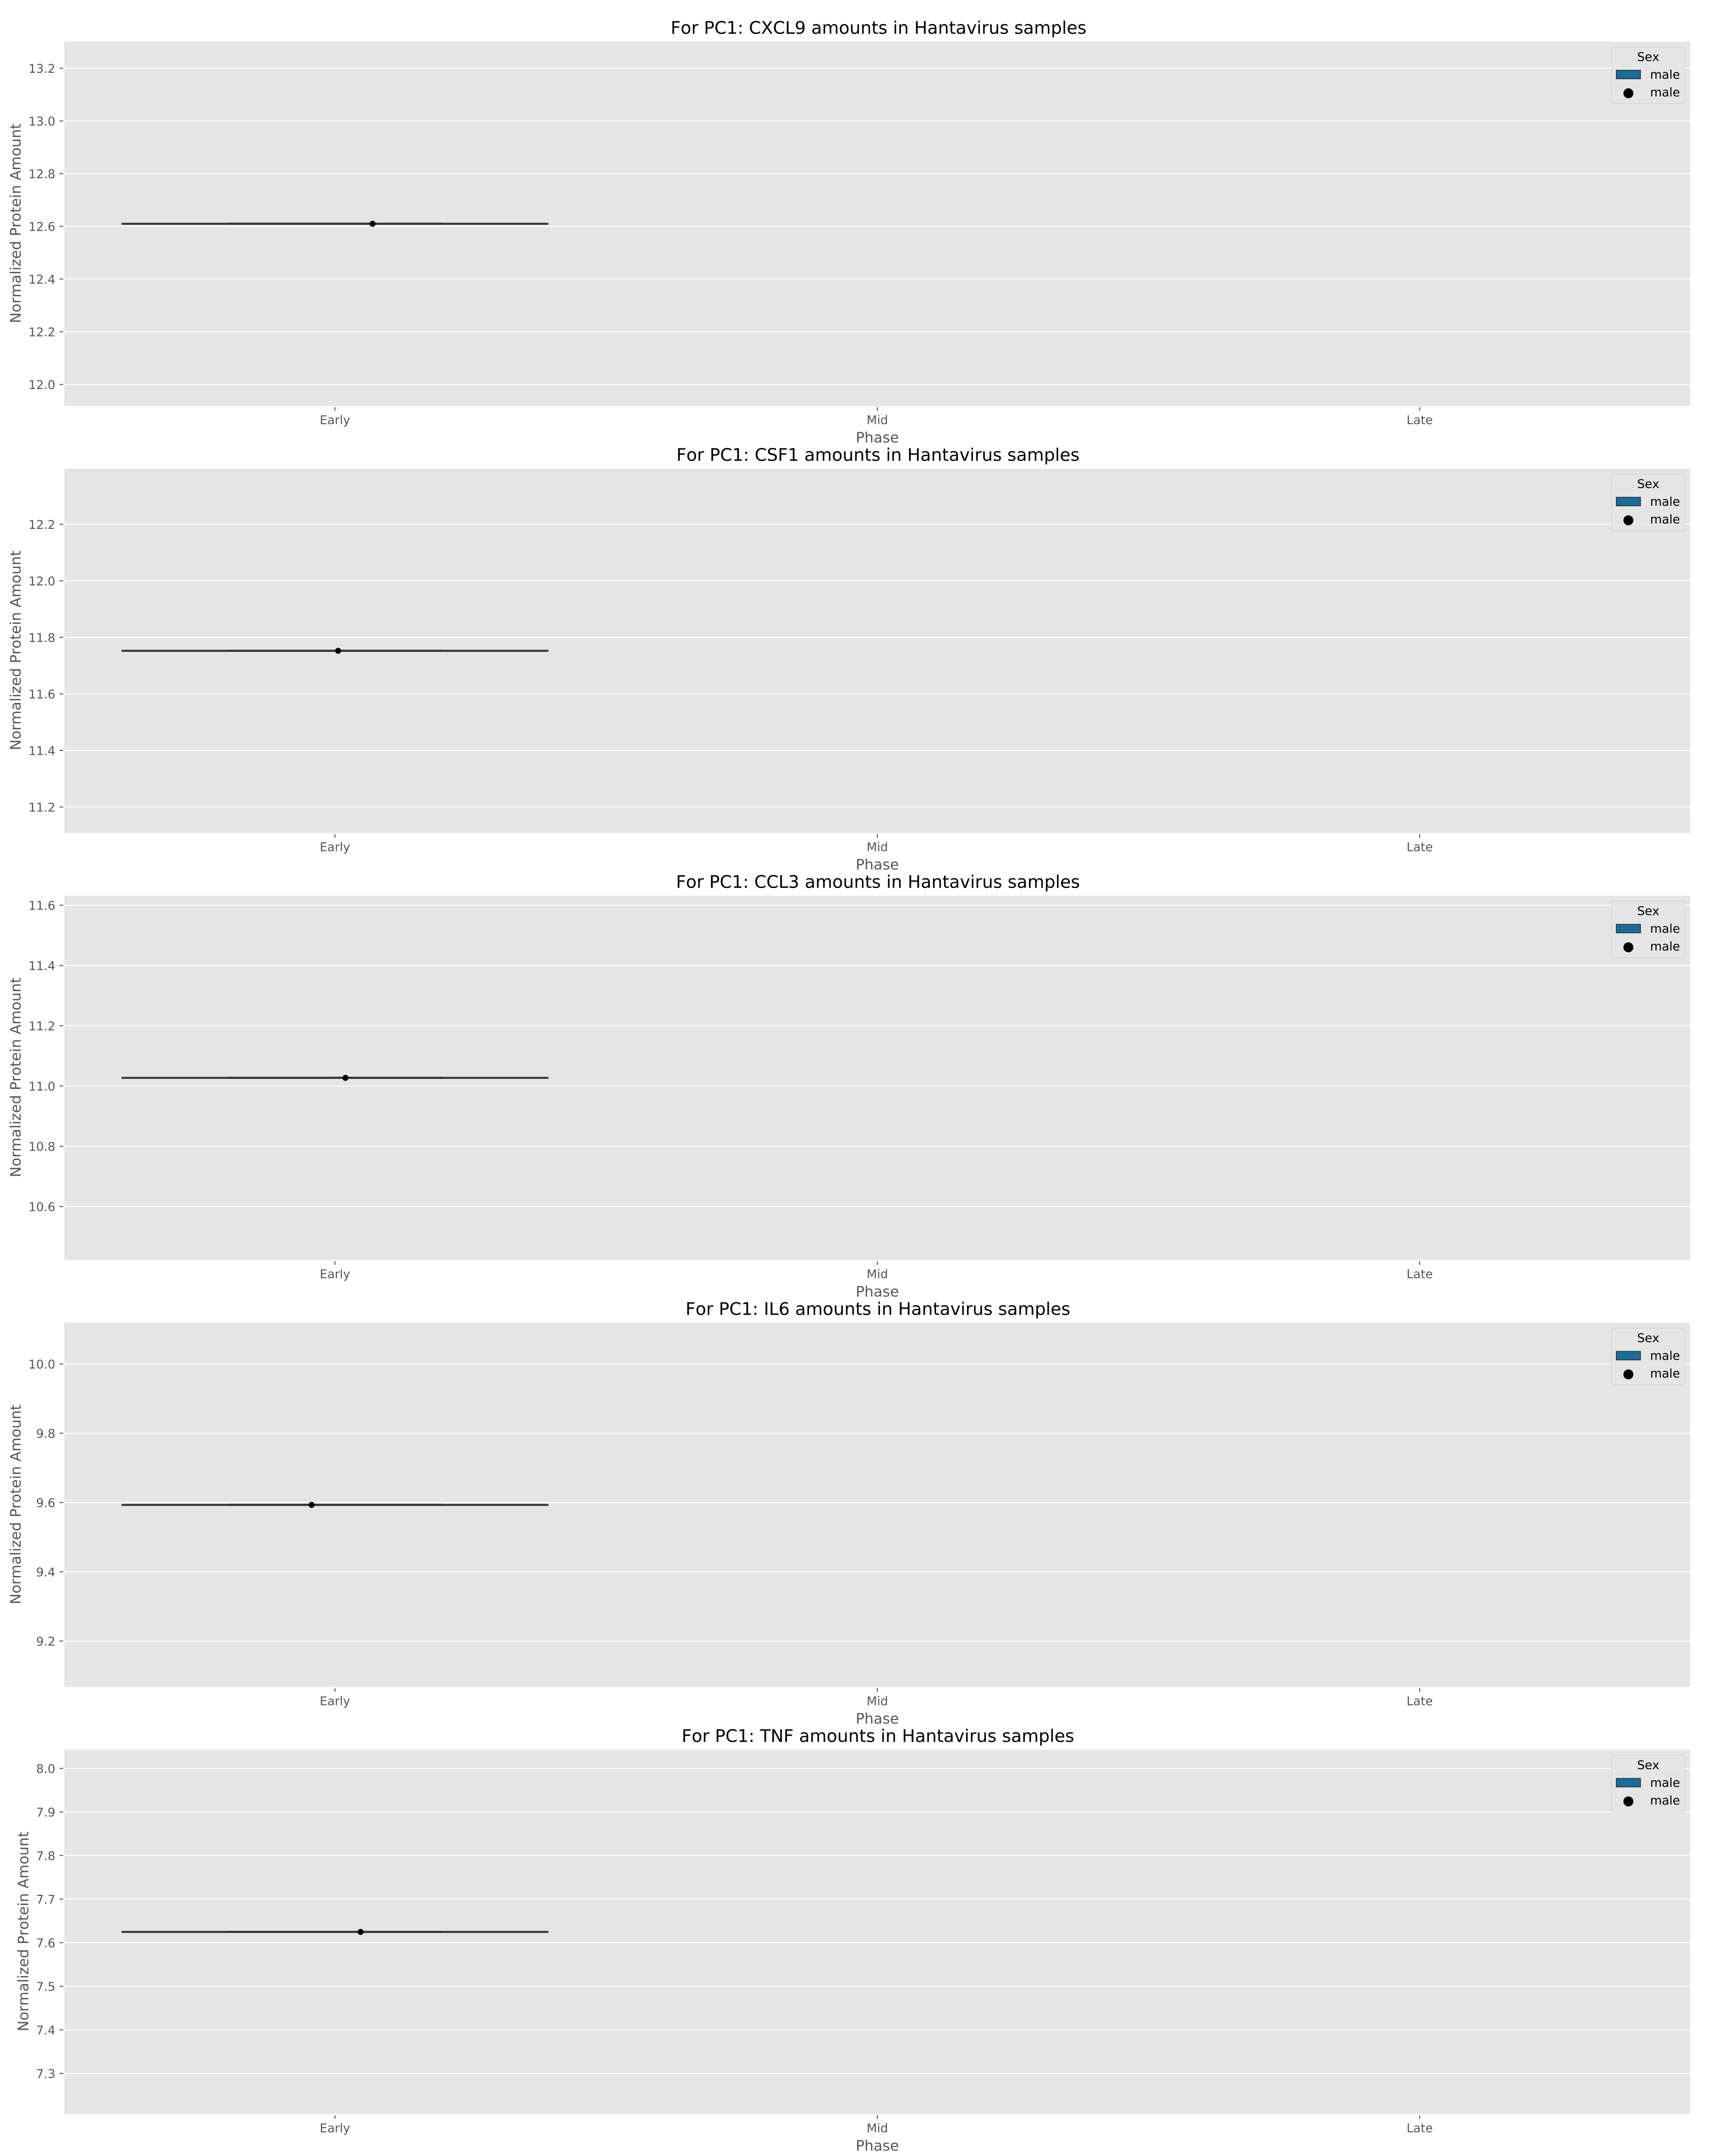 For PC1: CXCL9 amounts in Hantavirus samples
Sex
male
male
13.2
13.0
12.8
12.6
12.4
12.2
12.0
Normalized Protein Amount
Early
Mid
Late
Phase
For PC1: CSF1 amounts in Hantavirus samples
Sex
male
male
12.2
12.0
11.8
11.6
11.4
11.2
Normalized Protein Amount
Early
Mid
Late
Phase
For PC1: CCL3 amounts in Hantavirus samples
Sex
male
male
11.6
11.4
11.2
11.0
10.8
10.6
Normalized Protein Amount
Early
Mid
Late
Phase
For PC1: IL6 amounts in Hantavirus samples
Sex
male
male
10.0
9.8
9.6
9.4
9.2
Normalized Protein Amount
Early
Mid
Late
Phase
For PC1: TNF amounts in Hantavirus samples
Sex
male
male
8.0
7.9
7.8
7.7
7.6
7.5
7.4
7.3
Normalized Protein Amount
Early
Mid
Late
Phase